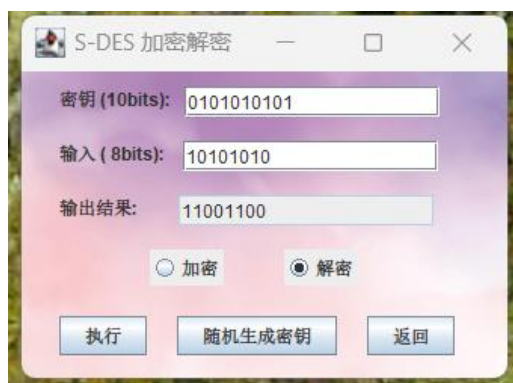 S-DES 加密解密
密钥 (10bits): 0101010101
输入 ( 8bits): 10101010
输出结果: 11001100
加密 解密
执行 随机生成密钥 返回